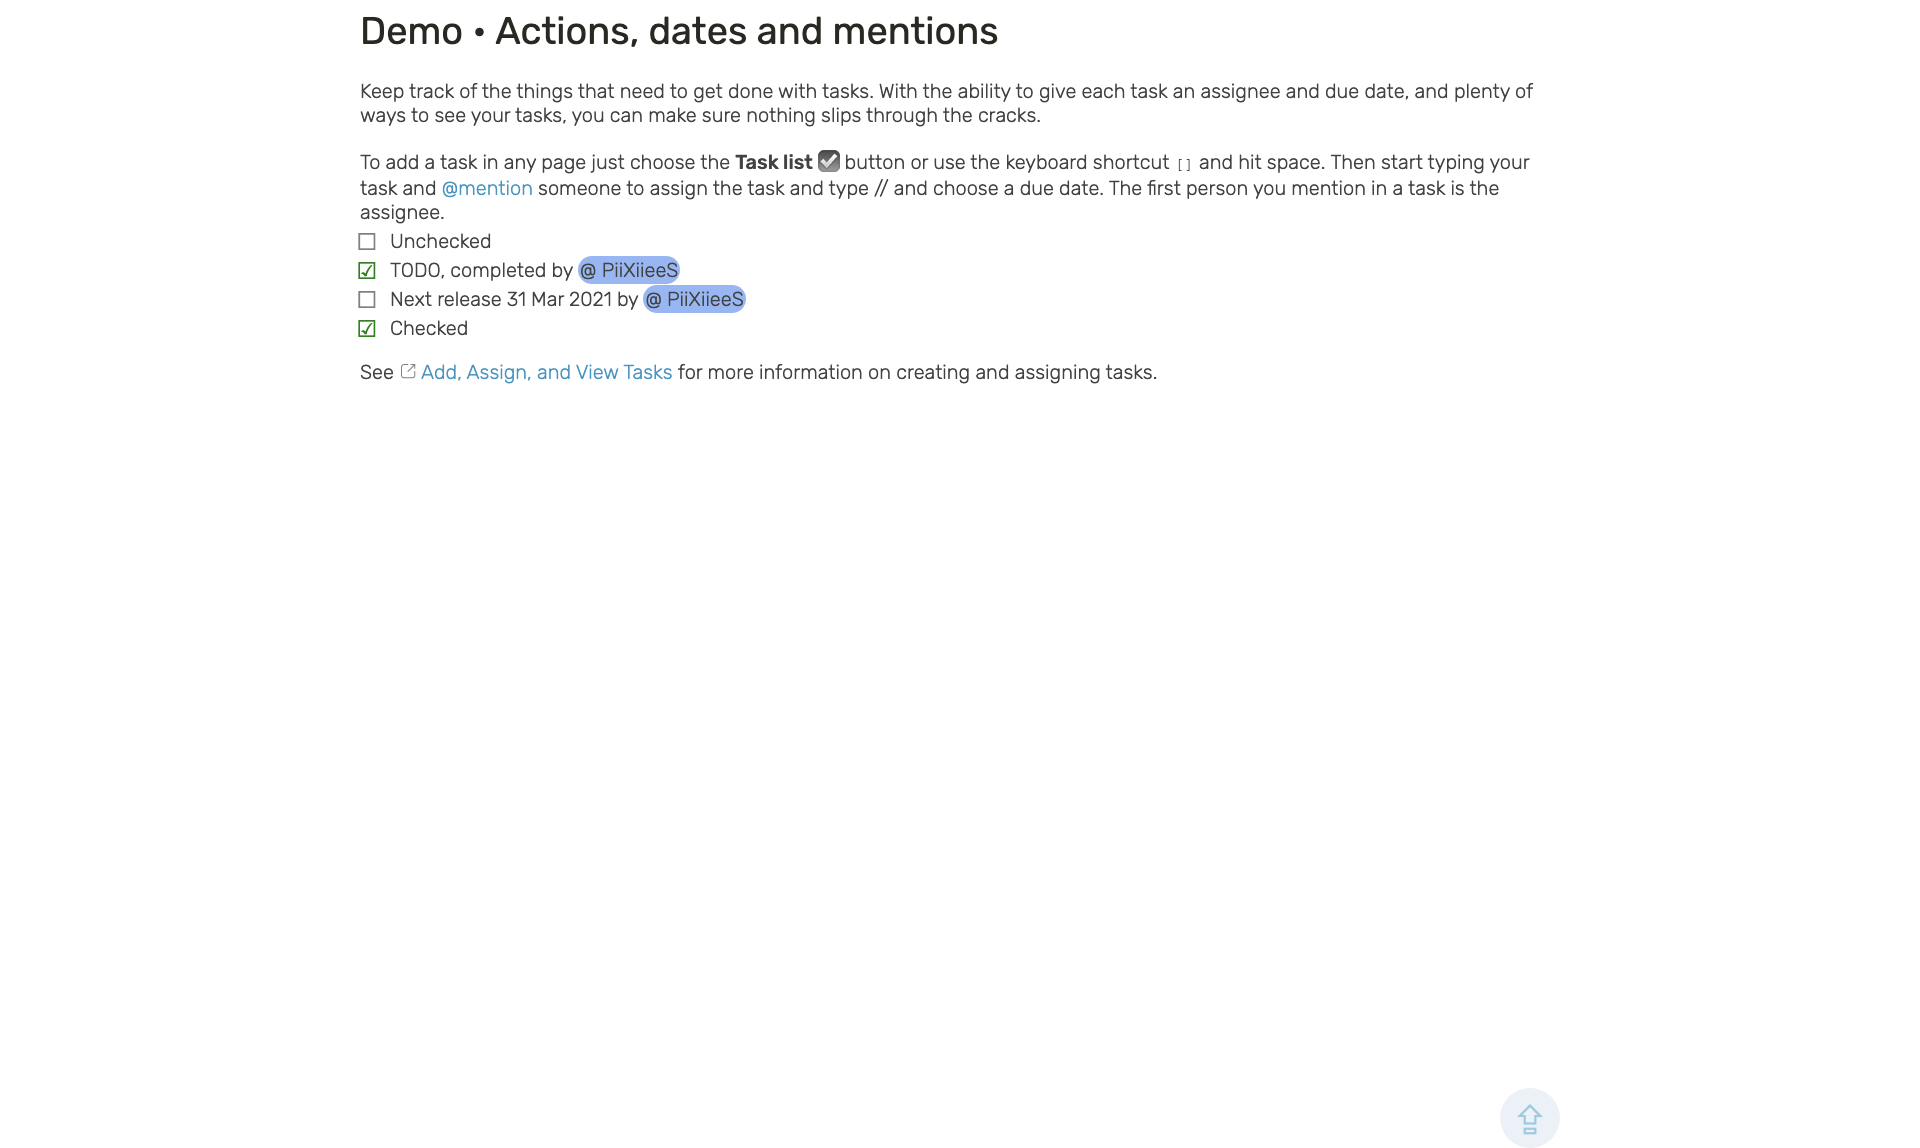 Demo • Actions, dates and mentions
Keep track of the things that need to get done with tasks. With the ability to give each task an assignee and due date, and plenty of
ways to see your tasks, you can make sure nothing slips through the cracks.
To add a task in any page just choose the Task list button or use the keyboard shortcut [] and hit space. Then start typing your
task and @mention someone to assign the task and type // and choose a due date. The first person you mention in a task is the
assignee.
Unchecked
TODO, completed by @ PiiXiieeS
Next release 31 Mar 2021 by @ PiiXiieeS
Checked
See Add, Assign, and View Tasks for more information on creating and assigning tasks.